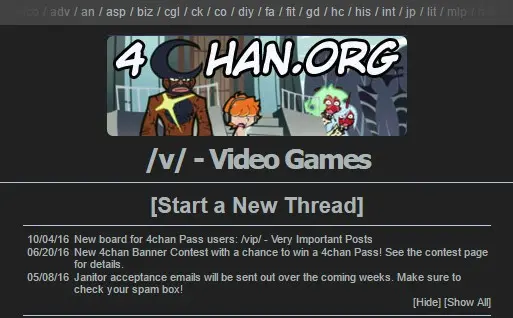 / adv / an / asp / biz / cgl / ck / co / diy / fa / fit / gd / hc / his / int / jp / lit / mlp /
4CHAN.ORG
/v/ - Video Games
[Start a New Thread]
10/04/16 New board for 4chan Pass users: /vip/ - Very Important Posts
06/20/16 New 4chan Banner Contest with a chance to win a 4chan Pass! See the contest page
for details.
05/08/16 Janitor acceptance emails will be sent out over the coming weeks. Make sure to
check your spam box!
[Hide] [Show All]